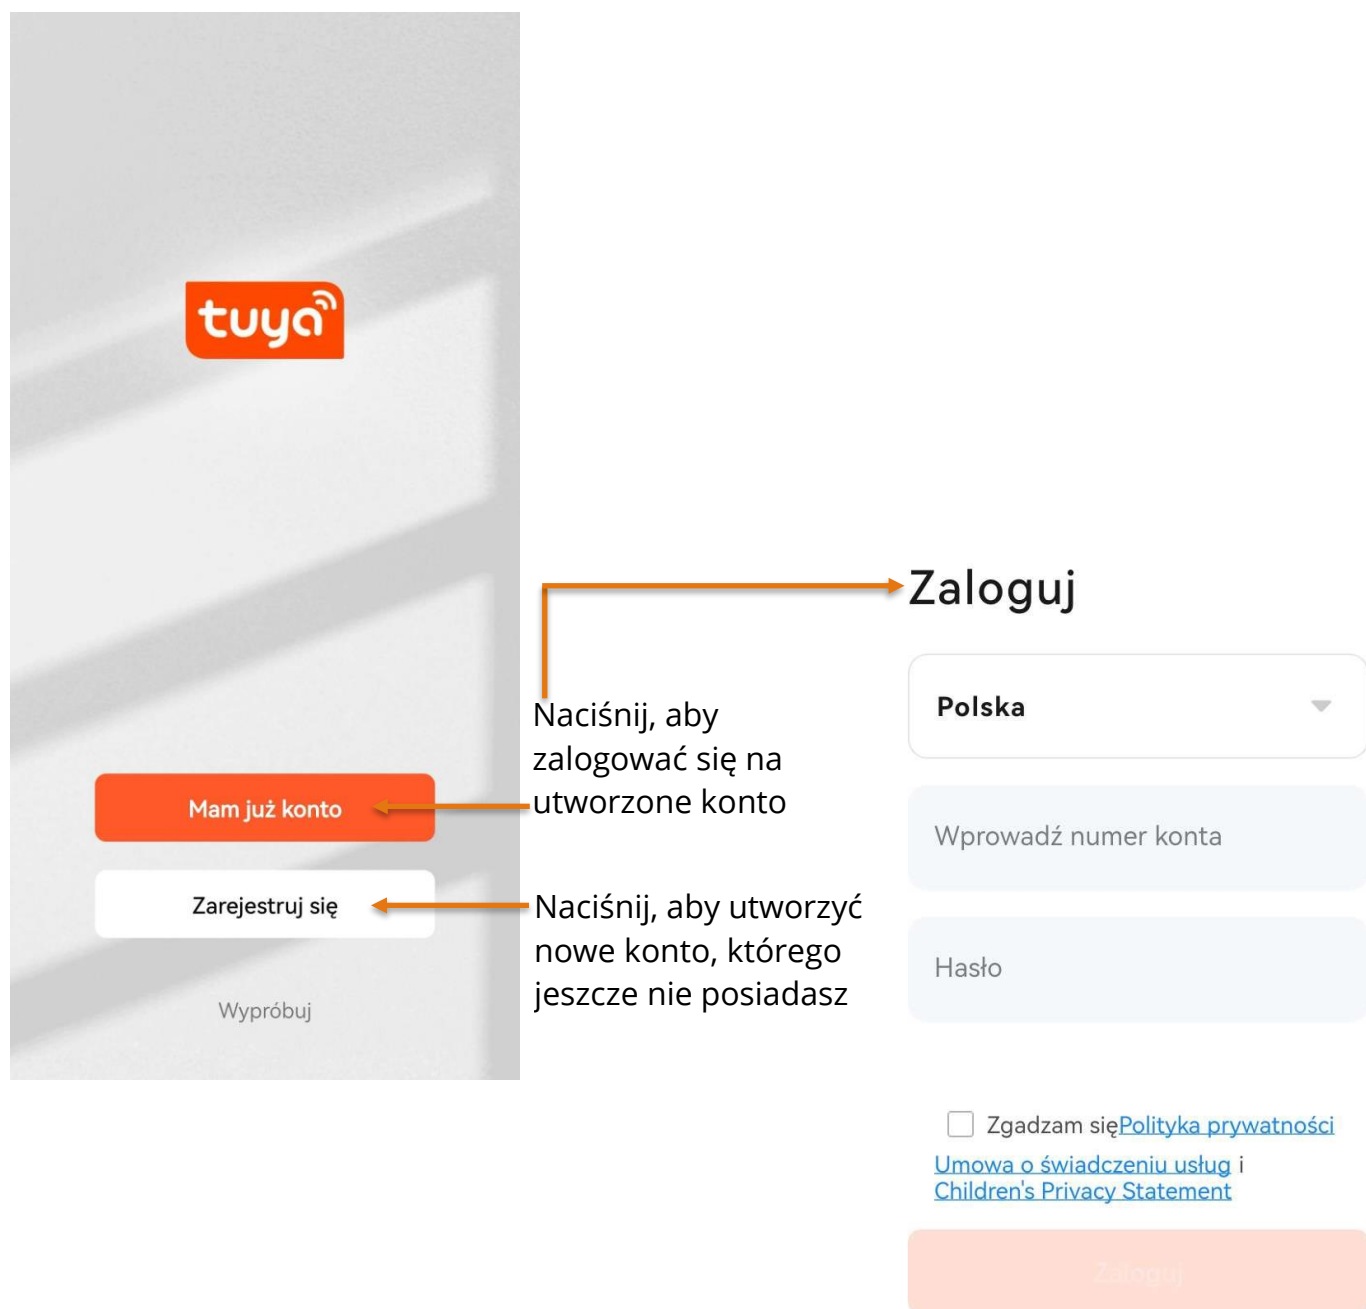 tuya
Mam już konto
Zarejestruj się
Wypróbuj
Naciśnij, aby
zalogować się na
utworzone konto
Naciśnij, aby utworzyć
nowe konto, którego
jeszcze nie posiadasz
Zaloguj
Polska
Wprowadź numer konta
Hasło
Zgadzam sięPolityka prywatności
Umowa o świadczeniu usług i
Children's Privacy Statement
Zaloguj